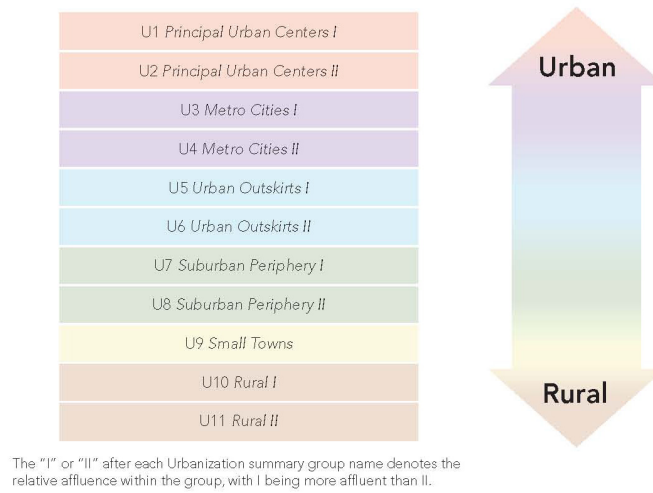 U1 Principal Urban Centers I
U2 Principal Urban Centers II
U3 Metro Cities I
U4 Metro Cities II
U5 Urban Outskirts I
U6 Urban Outskirts II
U7 Suburban Periphery I
U8 Suburban Periphery II
U9 Small Towns
U10 Rural I
U11 Rural II
Urban
Rural
The “I” or “II” after each Urbanization summary group name denotes the
relative affluence within the group, with I being more affluent than II.